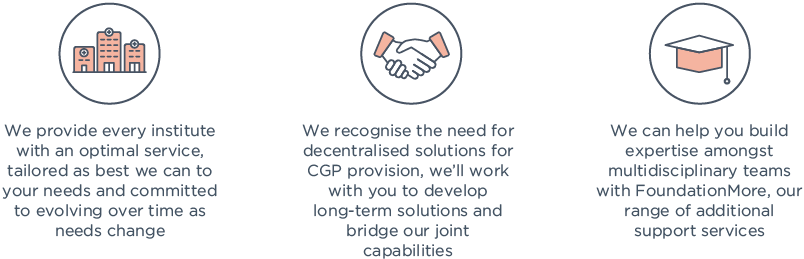 We provide every institute
with an optimal service,
tailored as best we can to
your needs and committed
to evolving over time as
needs change
We recognise the need for
decentralised solutions for
CGP provision, we'll work
with you to develop
long-term solutions and
bridge our joint
capabilities
We can help you build
expertise amongst
multidisciplinary teams
with FoundationMore, our
range of additional
support services